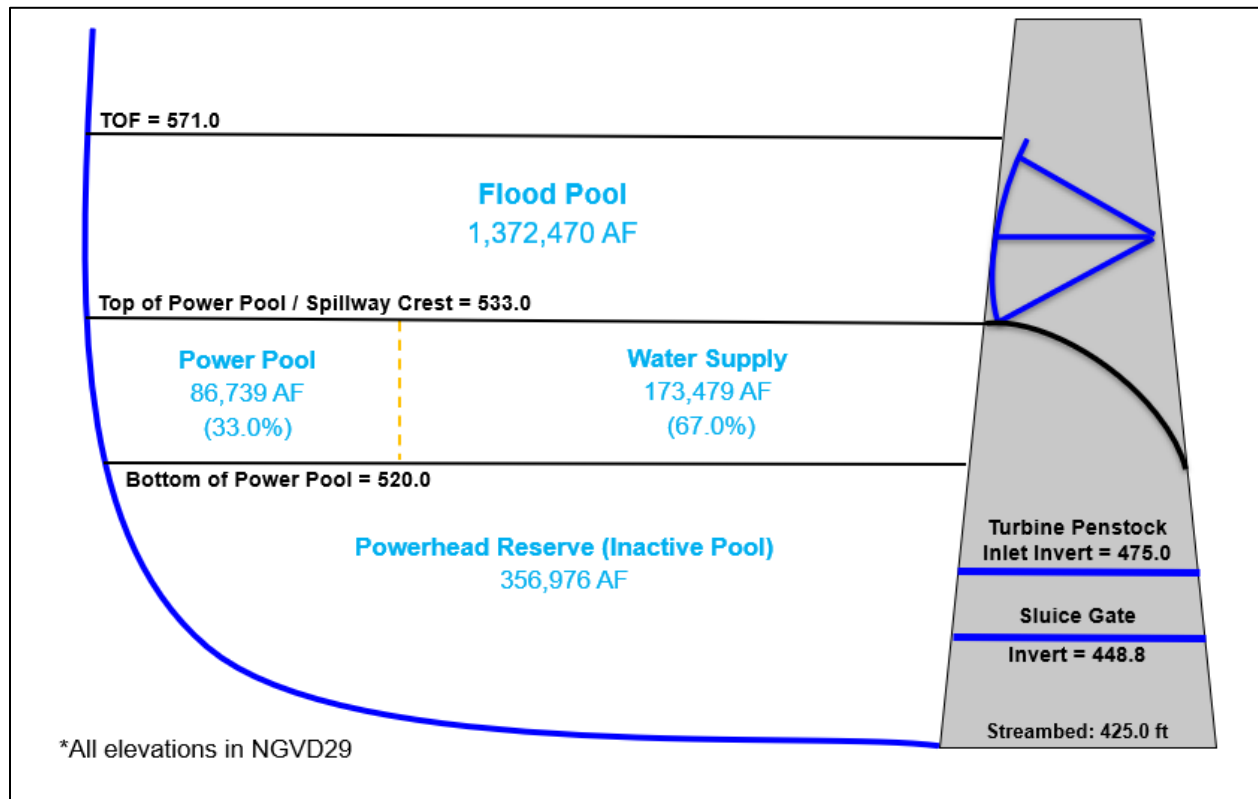 TOF = 571.0
Flood Pool
1,372,470 AF
Top of Power Pool / Spillway Crest = 533.0
Power Pool
86,739 AF
(33.0%)
Water Supply
173,479 AF
(67.0%)
Bottom of Power Pool = 520.0
Powerhead Reserve (Inactive Pool)
356,976 AF
Turbine Penstock
Inlet Invert = 475.0
Sluice Gate
Invert = 448.8
Streambed: 425.0 ft
*All elevations in NGVD29